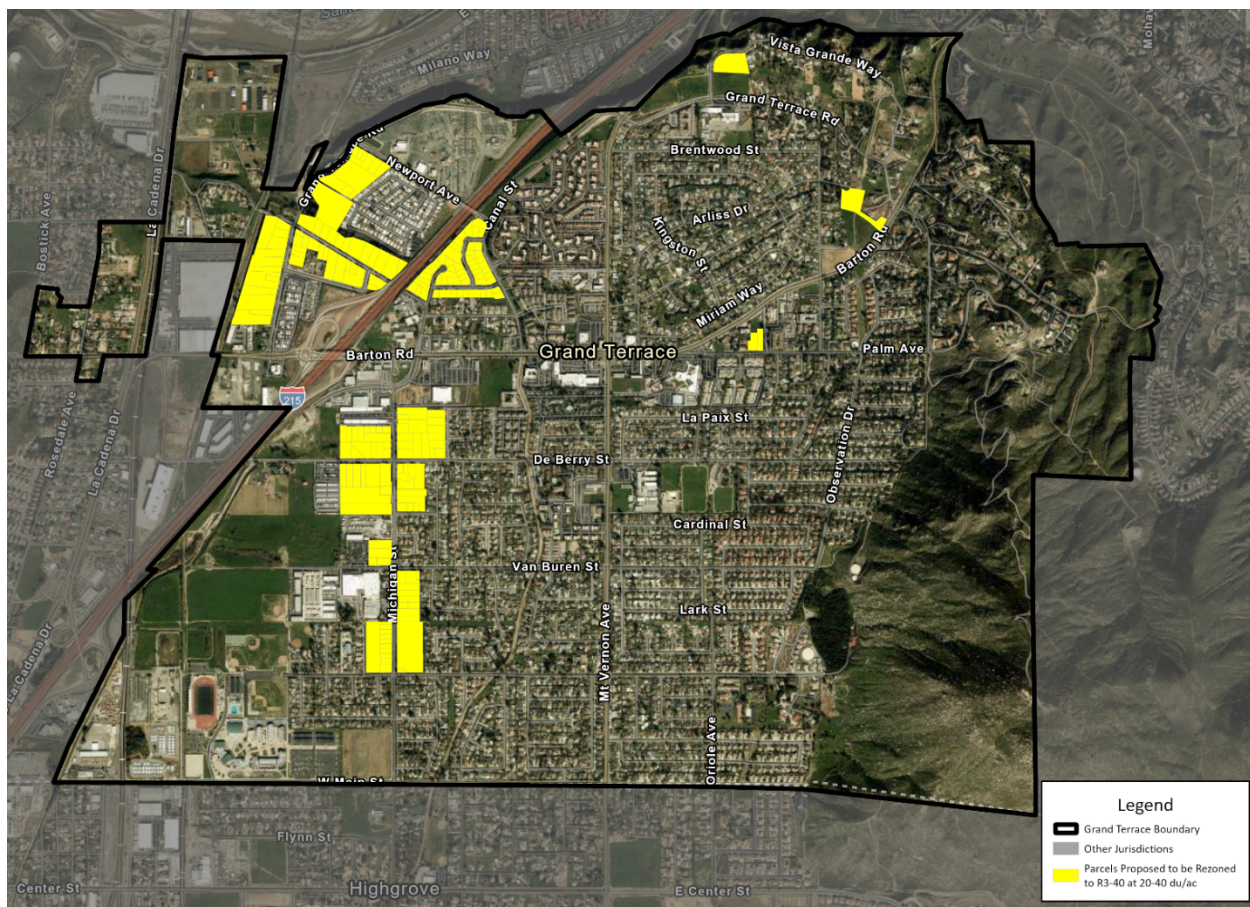 Milano Way
Mohav
Vista Grande Way
Grand Terrace Rd
Brentwood St
Newport Ave
Canal St
La Cadena Dr
Bostick Ave
Arliss Dr
Kingston St
Barton Rd
Miriam Way
Barton Rd
Grand Terrace
Palm Ave
215
Rosedale Ave
La Cadena Dr
La Paix St
De Berry St
Observation Dr
Cardinal St
Van Buren St
Michigan St
Lark St
Mt Vernon Ave
La Cadena Dr
Oriole Ave
W Main St
Flynn St
Center St
Highgrove
E Center St
Legend
Grand Terrace Boundary
Other Jurisdictions
Parcels Proposed to be Rezoned
to R3-40 at 20-40 du/ac